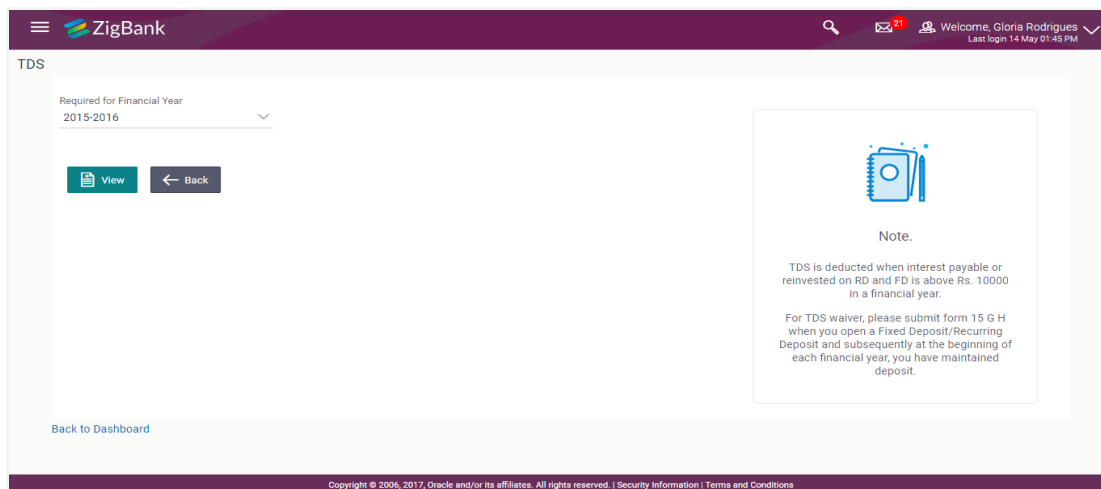 ZigBank
21
Welcome, Gloria Rodrigues
Last login 14 May 01:45 PM
TDS
Required for Financial Year
2015-2016
View
Back
Note.
TDS is deducted when interest payable or
reinvested on RD and FD is above Rs. 10000
in a financial year.
For TDS waiver, please submit form 15 G H
when you open a Fixed Deposit/Recurring
Deposit and subsequently at the beginning of
each financial year, you have maintained
deposit.
Back to Dashboard
Copyright © 2006, 2017, Oracle and/or its affiliates. All rights reserved. | Security Information | Terms and Conditions